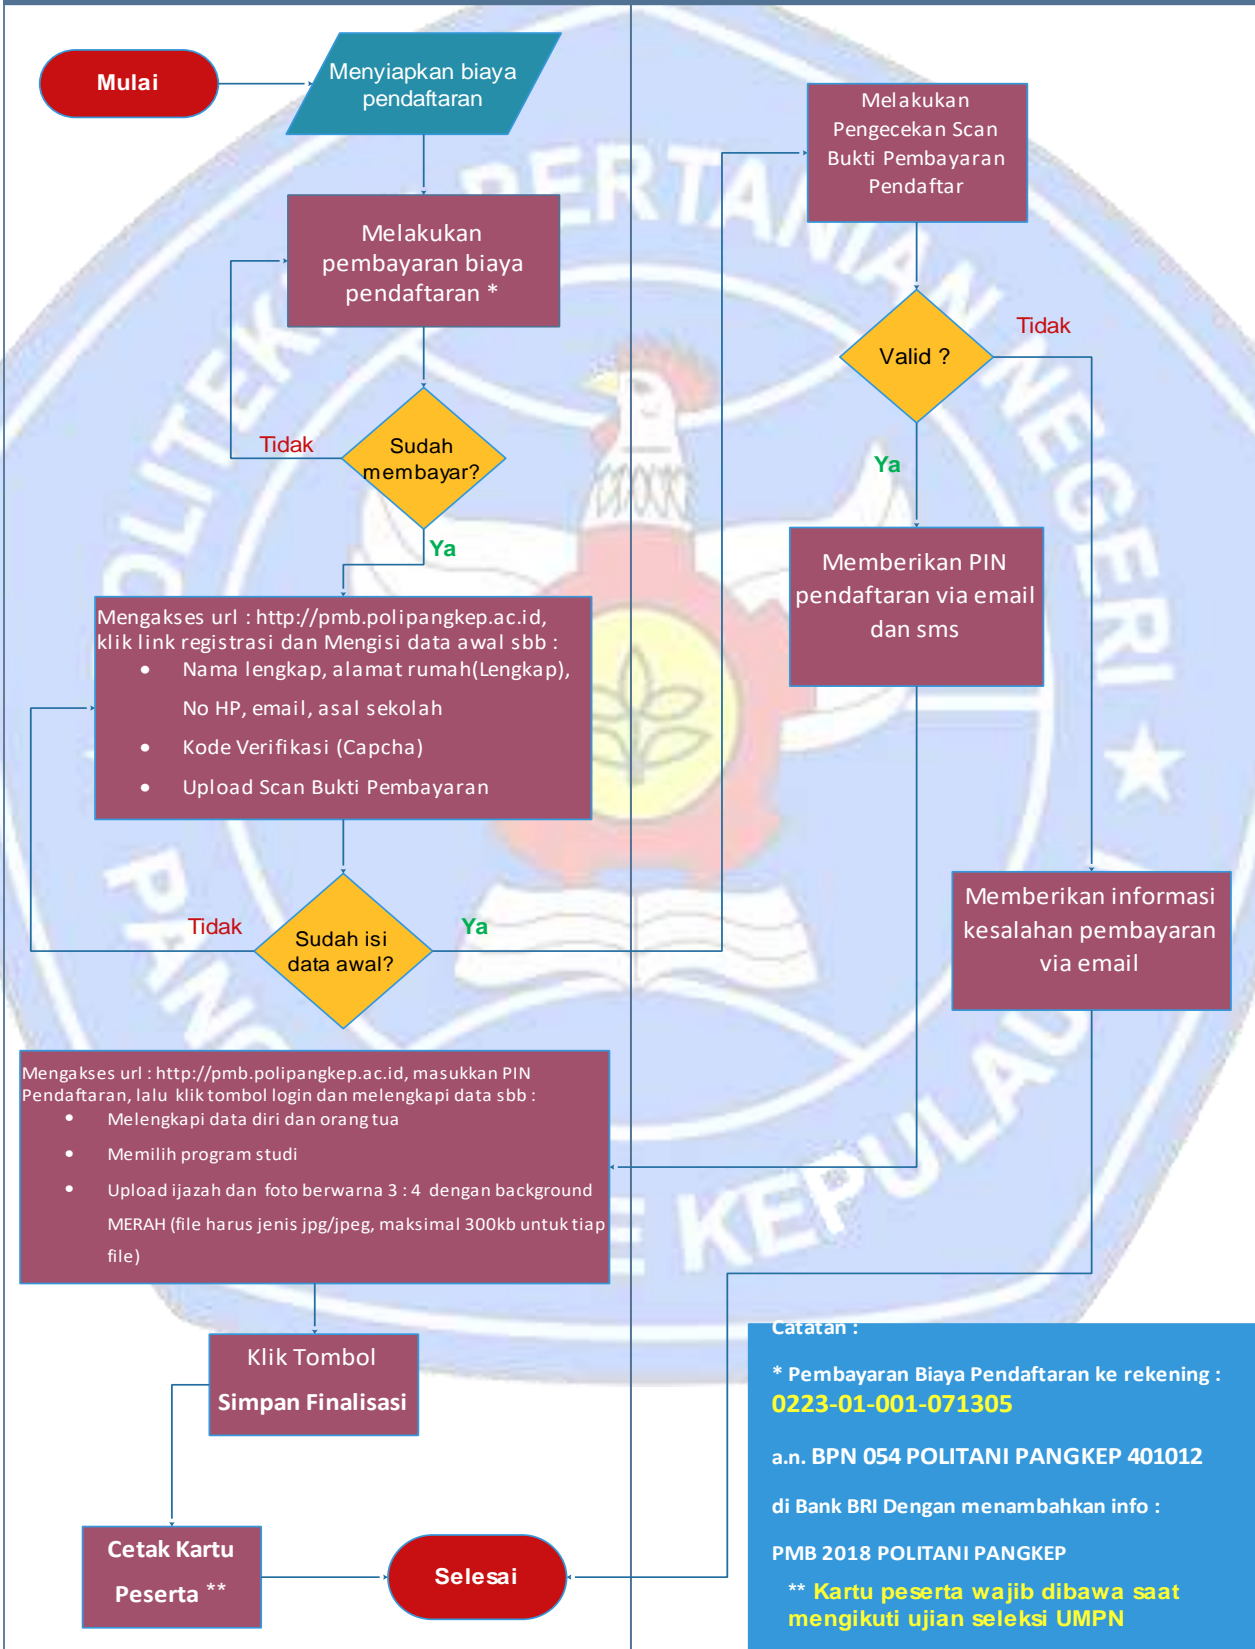 Mulai
Menyiapkan biaya
pendaftaran
Melakukan
pembayaran biaya
pendaftaran *
Sudah
membayar?
Tidak
Ya
Mengakses url : http://pmb.polipangkep.ac.id,
klik link registrasi dan Mengisi data awal sbb :
• Nama lengkap, alamat rumah(Lengkap),
No HP, email, asal sekolah
• Kode Verifikasi (Capcha)
• Upload Scan Bukti Pembayaran
Sudah isi
data awal?
Tidak
Ya
Melakukan
Pengecekan Scan
Bukti Pembayaran
Pendaftar
Valid ?
Tidak
Ya
Memberikan PIN
pendaftaran via email
dan sms
Memberikan informasi
kesalahan pembayaran
via email
Mengakses url : http://pmb.polipangkep.ac.id, masukkan PIN
Pendaftaran, lalu klik tombol login dan melengkapi data sbb :
• Melengkapi data diri dan orang tua
• Memilih program studi
• Upload ijazah dan foto berwarna 3 : 4 dengan background
MERAH (file harus jenis jpg/jpeg, maksimal 300kb untuk tiap
file)
Klik Tombol
Simpan Finalisasi
Cetak Kartu
Peserta **
Selesai
Catatan :
* Pembayaran Biaya Pendaftaran ke rekening :
0223-01-001-071305
a.n. BPN 054 POLITANI PANGKEP 401012
di Bank BRI Dengan menambahkan info :
PMB 2018 POLITANI PANGKEP
** Kartu peserta wajib dibawa saat
mengikuti ujian seleksi UMPN
PERTANIAN NEGERI
KEPULAU